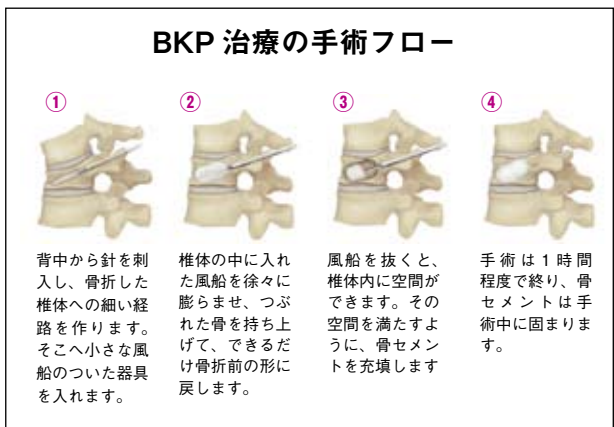 BKP 治療の手術フロー
①
背中から針を刺
入し、骨折した
椎体への細い経
路を作ります。
そこへ小さな風
船のついた器具
を入れます。
②
椎体の中に入れ
た風船を徐々に
膨らませ、つぶ
れた骨を持ち上
げて、できるだ
け骨折前の形に
戻します。
③
風船を抜くと、
椎体内に空間が
できます。その
空間を満たすよ
うに、骨セメン
トを充填します
④
手術は１時間
程度で終り、骨
セメントは手
術中に固まりま
す。